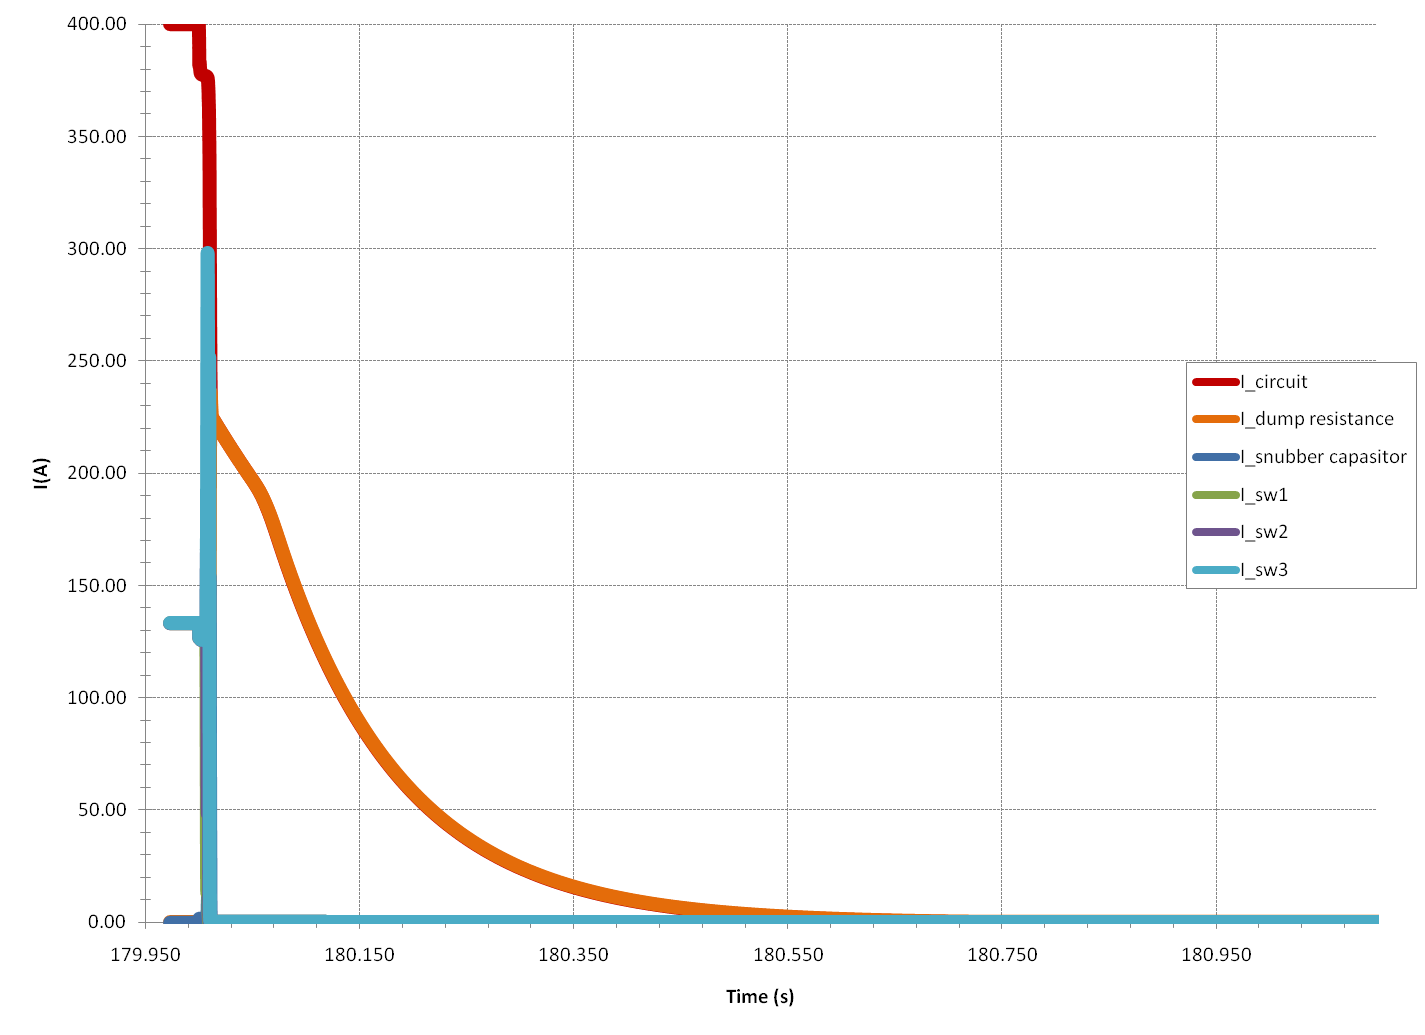 400.00
350.00
300.00
250.00
200.00
150.00
100.00
50.00
0.00
I(A)
179.950 180.150 180.350 180.550 180.750 180.950
Time (s)
I_circuit
I_dump resistance
I_snubber capasitor
I_sw1
I_sw2
I_sw3